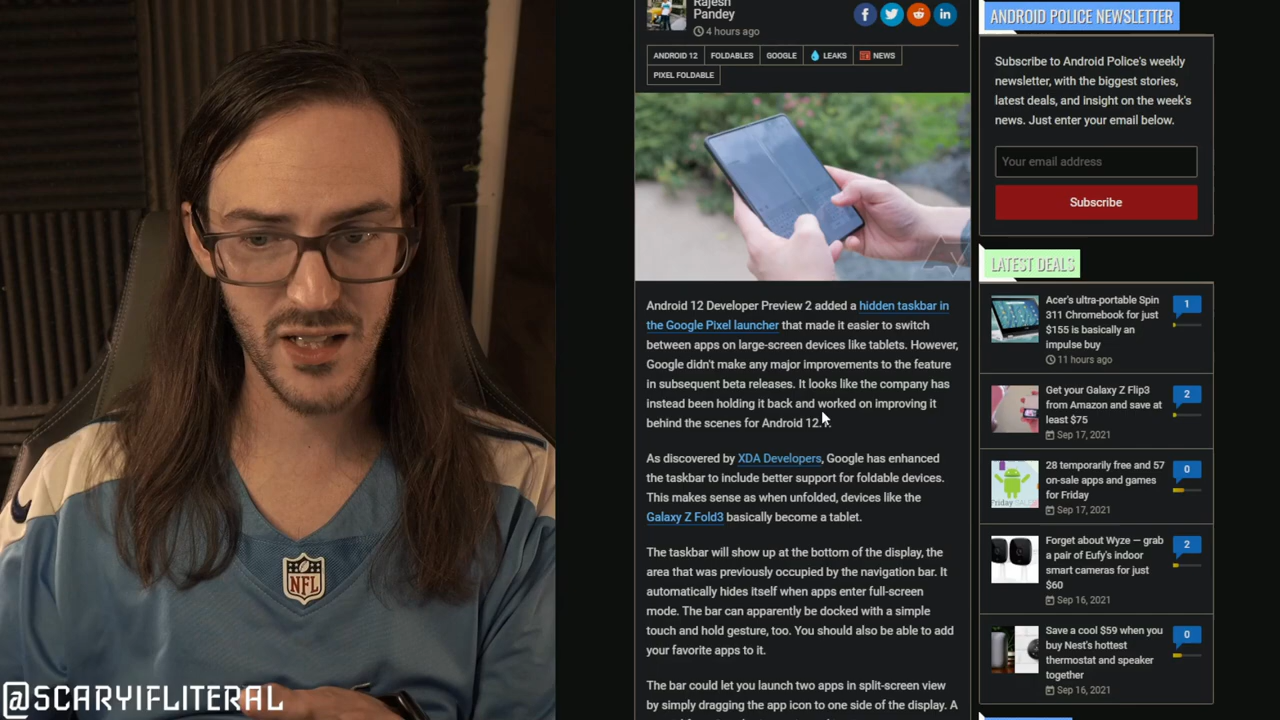 Rajesh
Pandey
4 hours ago
ANDROID 12
FOLDABLES
GOOGLE
LEAKS
NEWS
PIXEL FOLDABLE
Android 12 Developer Preview 2 added a hidden taskbar in
the Google Pixel launcher that made it easier to switch
between apps on large-screen devices like tablets. However,
Google didn't make any major improvements to the feature
in subsequent beta releases. It looks like the company has
instead been holding it back and worked on improving it
behind the scenes for Android 12.1.
As discovered by XDA Developers, Google has enhanced
the taskbar to include better support for foldable devices.
This makes sense as when unfolded, devices like the
Galaxy Z Fold3 basically become a tablet.
The taskbar will show up at the bottom of the display, the
area that was previously occupied by the navigation bar. It
automatically hides itself when apps enter full-screen
mode. The bar can apparently be docked with a simple
touch and hold gesture, too. You should also be able to add
your favorite apps to it.
The bar could let you launch two apps in split-screen view
by simply dragging the app icon to one side of the display. A
ANDROID POLICE NEWSLETTER
Subscribe to Android Police's weekly
newsletter, with the biggest stories,
latest deals, and insight on the week's
news. Just enter your email below.
Your email address
Subscribe
LATEST DEALS
Acer's ultra-portable Spin
311 Chromebook for just
$155 is basically an
impulse buy
11 hours ago
1
Get your Galaxy Z Flip3
from Amazon and save at
least $75
Sep 17, 2021
2
28 temporarily free and 57
on-sale apps and games
for Friday
Sep 17, 2021
0
Forget about Wyze — grab
a pair of Eufy's indoor
smart cameras for just
$60
Sep 16, 2021
2
Save a cool $59 when you
buy Nest's hottest
thermostat and speaker
together
Sep 16, 2021
0
NFL
@SCARYIFLITERAL